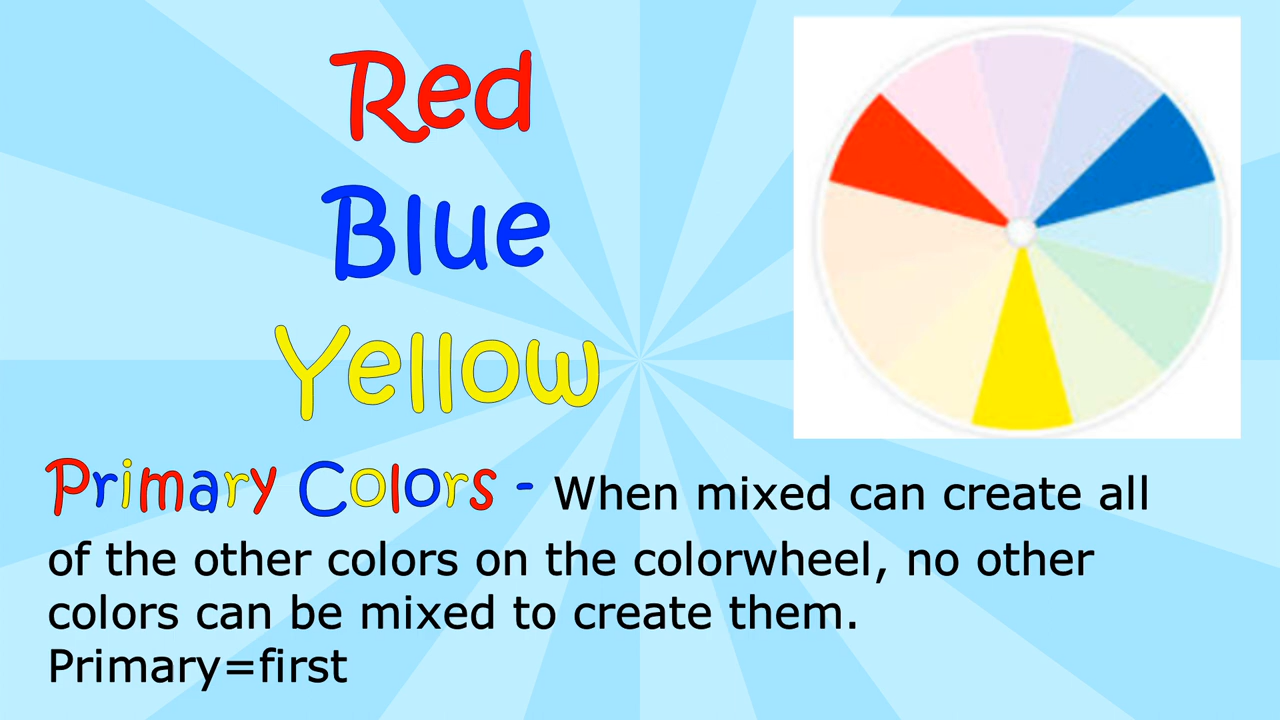 Red
Blue
Yellow
Primary Colors - When mixed can create all
of the other colors on the colorwheel, no other
colors can be mixed to create them.
Primary=first